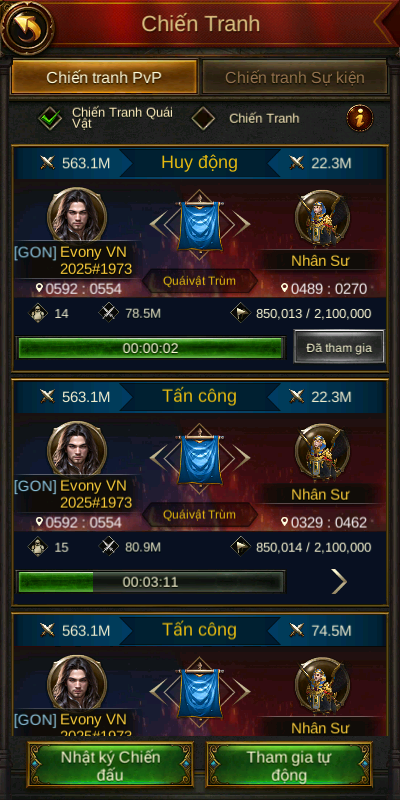 Chiến Tranh
Chiến tranh PvP
Chiến tranh Sự kiện
Chiến Tranh Quái
Vật
Chiến Tranh
563.1M
Huy động
22.3M
[GON] Evony VN
2025#1973
Nhân Sư
Quáivật Trùm
0592 : 0554
0489 : 0270
14
78.5M
850,013 / 2,100,000
00:00:02
Đã tham gia
563.1M
Tấn công
22.3M
[GON] Evony VN
2025#1973
Nhân Sư
Quáivật Trùm
0592 : 0554
0329 : 0462
15
80.9M
850,014 / 2,100,000
00:03:11
563.1M
Tấn công
74.5M
[GON] Evony VN
2025#1973
Nhân Sư
Nhật ký Chiến
đấu
Tham gia tự
động